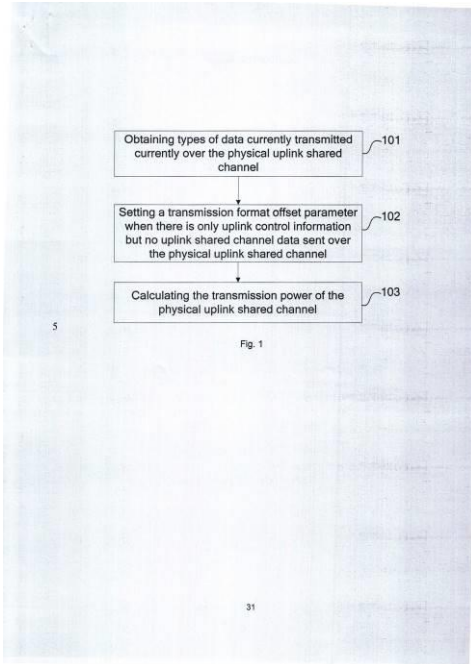 Obtaining types of data currently transmitted
currently over the physical uplink shared
channel
101
Setting a transmission format offset parameter
when there is only uplink control information
but no uplink shared channel data sent over
the physical uplink shared channel
102
Calculating the transmission power of the
physical uplink shared channel
103
5
Fig. 1
31